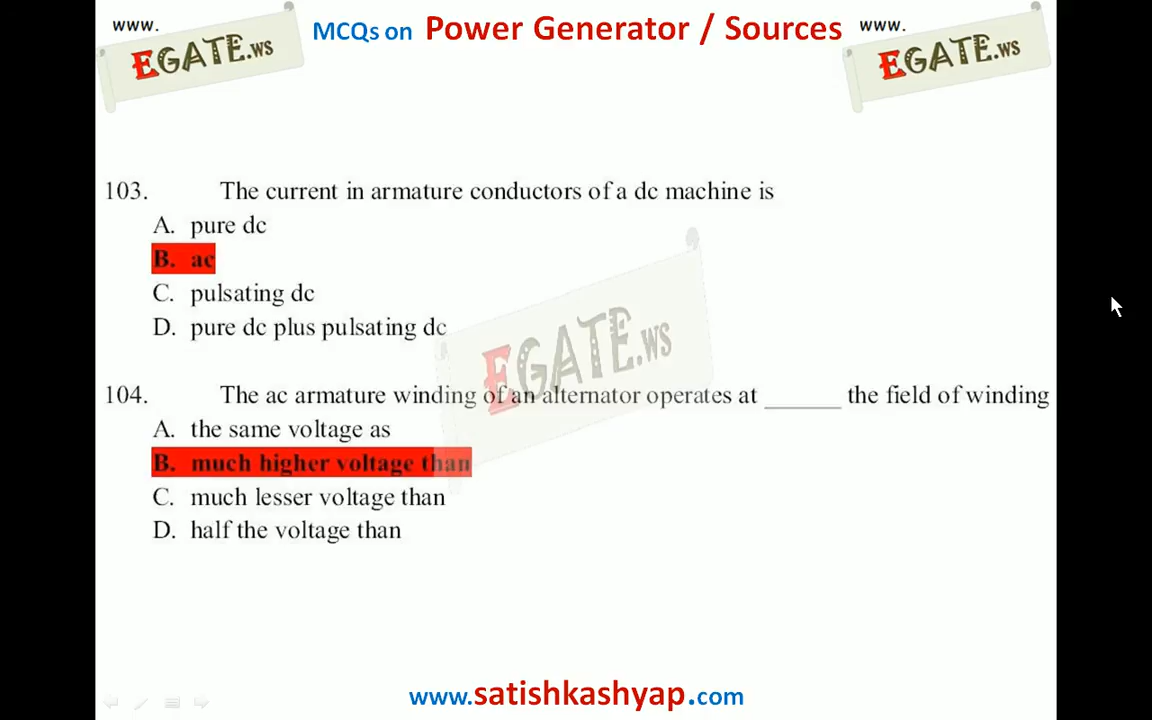 www.
EGATE.ws
MCQs on Power Generator / Sources
www.
EGATE.ws
103. The current in armature conductors of a dc machine is
A. pure dc
B. ac
C. pulsating dc
D. pure dc plus pulsating dc
EGATE.ws
104. The ac armature winding of an alternator operates at ______ the field of winding
A. the same voltage as
B. much higher voltage than
C. much lesser voltage than
D. half the voltage than
www.satishkashyap.com